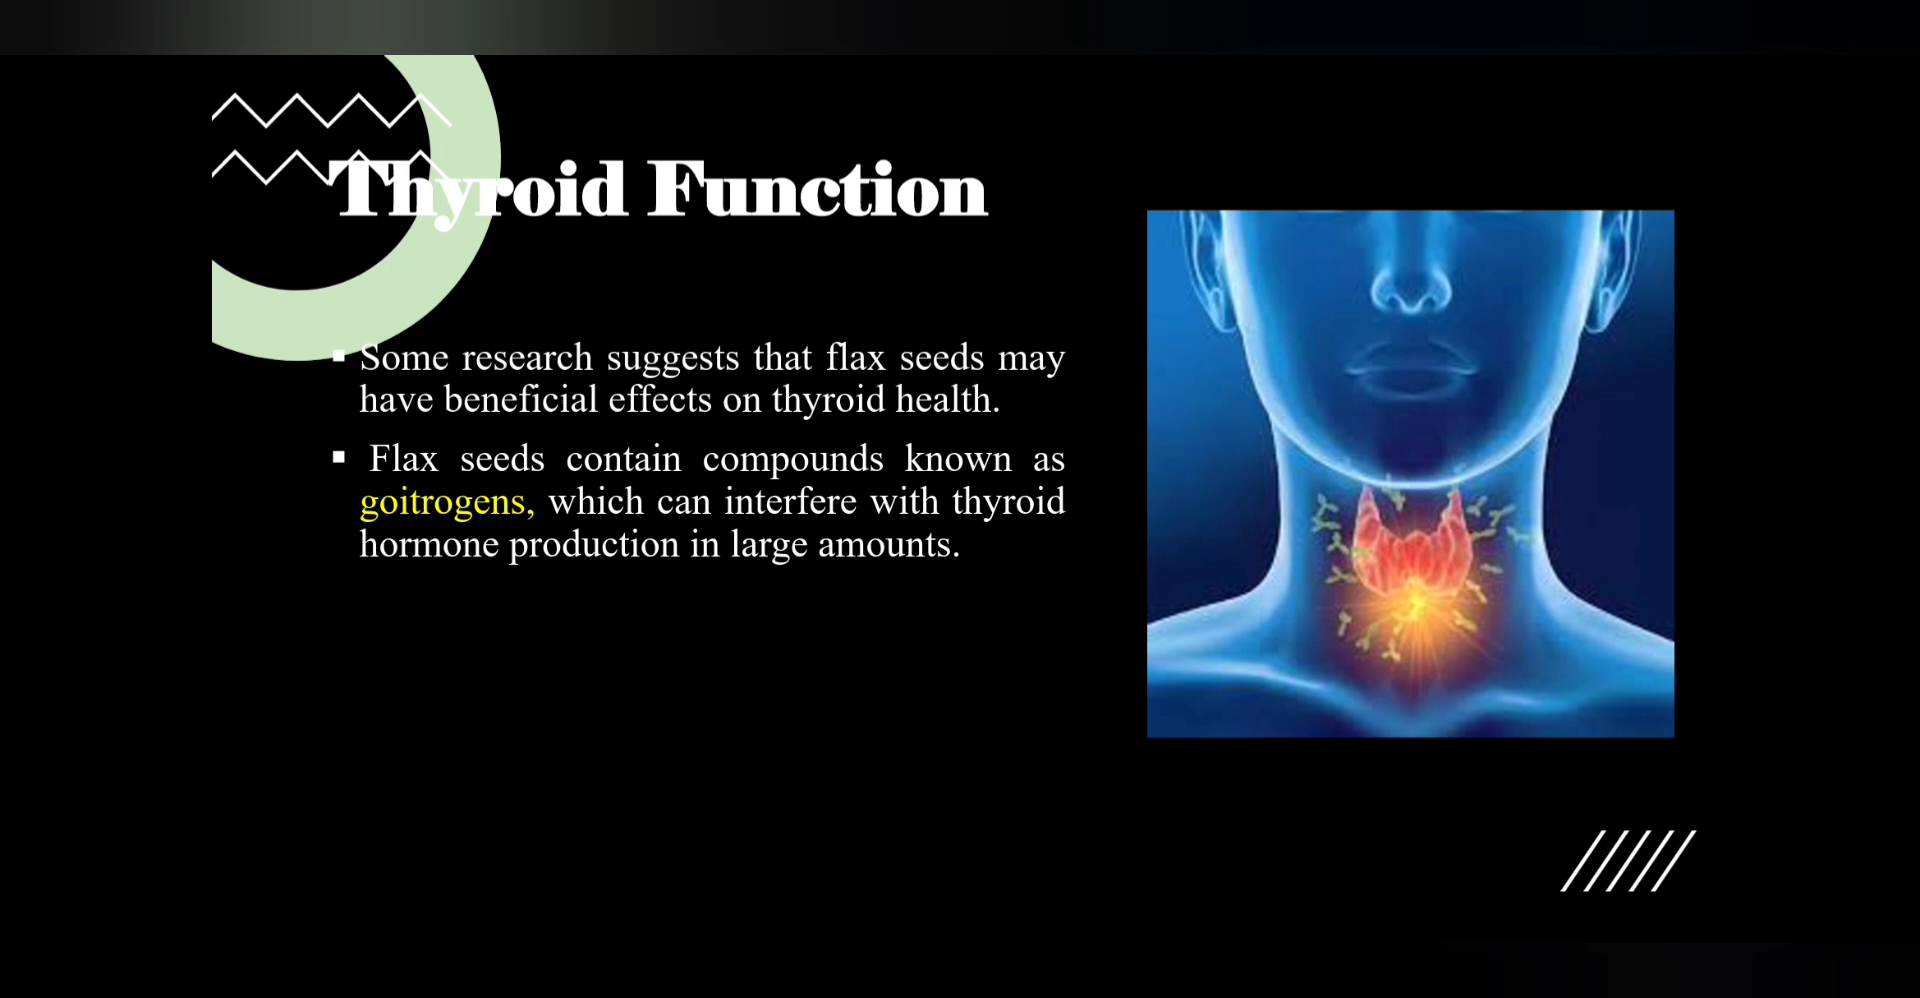 Thyroid Function
▪ Some research suggests that flax seeds may
have beneficial effects on thyroid health.
▪ Flax seeds contain compounds known as
goitrogens, which can interfere with thyroid
hormone production in large amounts.